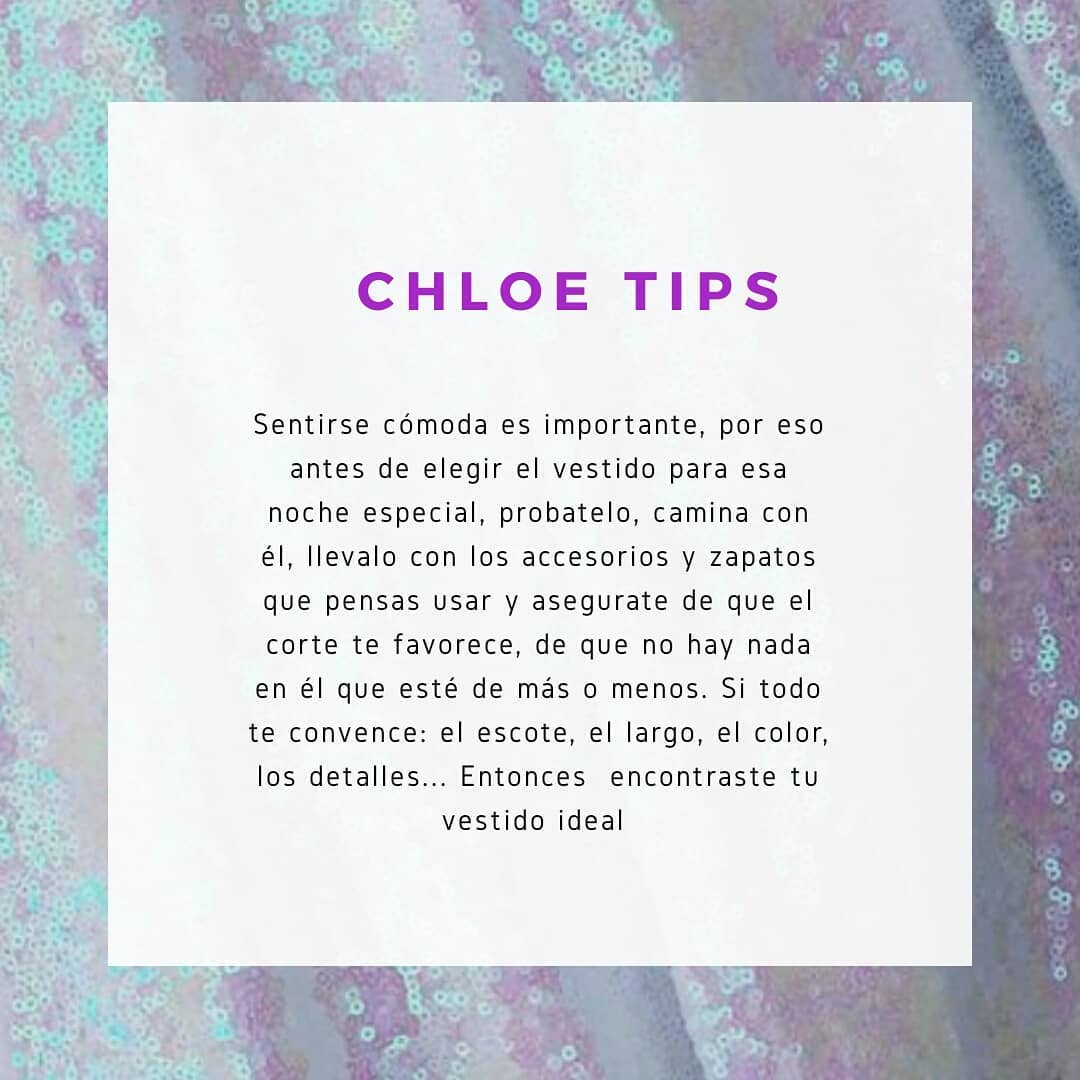 CHLOE TIPS
Sentirse cómoda es importante, por eso
antes de elegir el vestido para esa
noche especial, probatelo, camina con
él, llevalo con los accesorios y zapatos
que pensas usar y asegurate de que el
corte te favorece, de que no hay nada
en él que esté de más o menos. Si todo
te convence: el escote, el largo, el color,
los detalles... Entonces  encontraste tu
vestido ideal